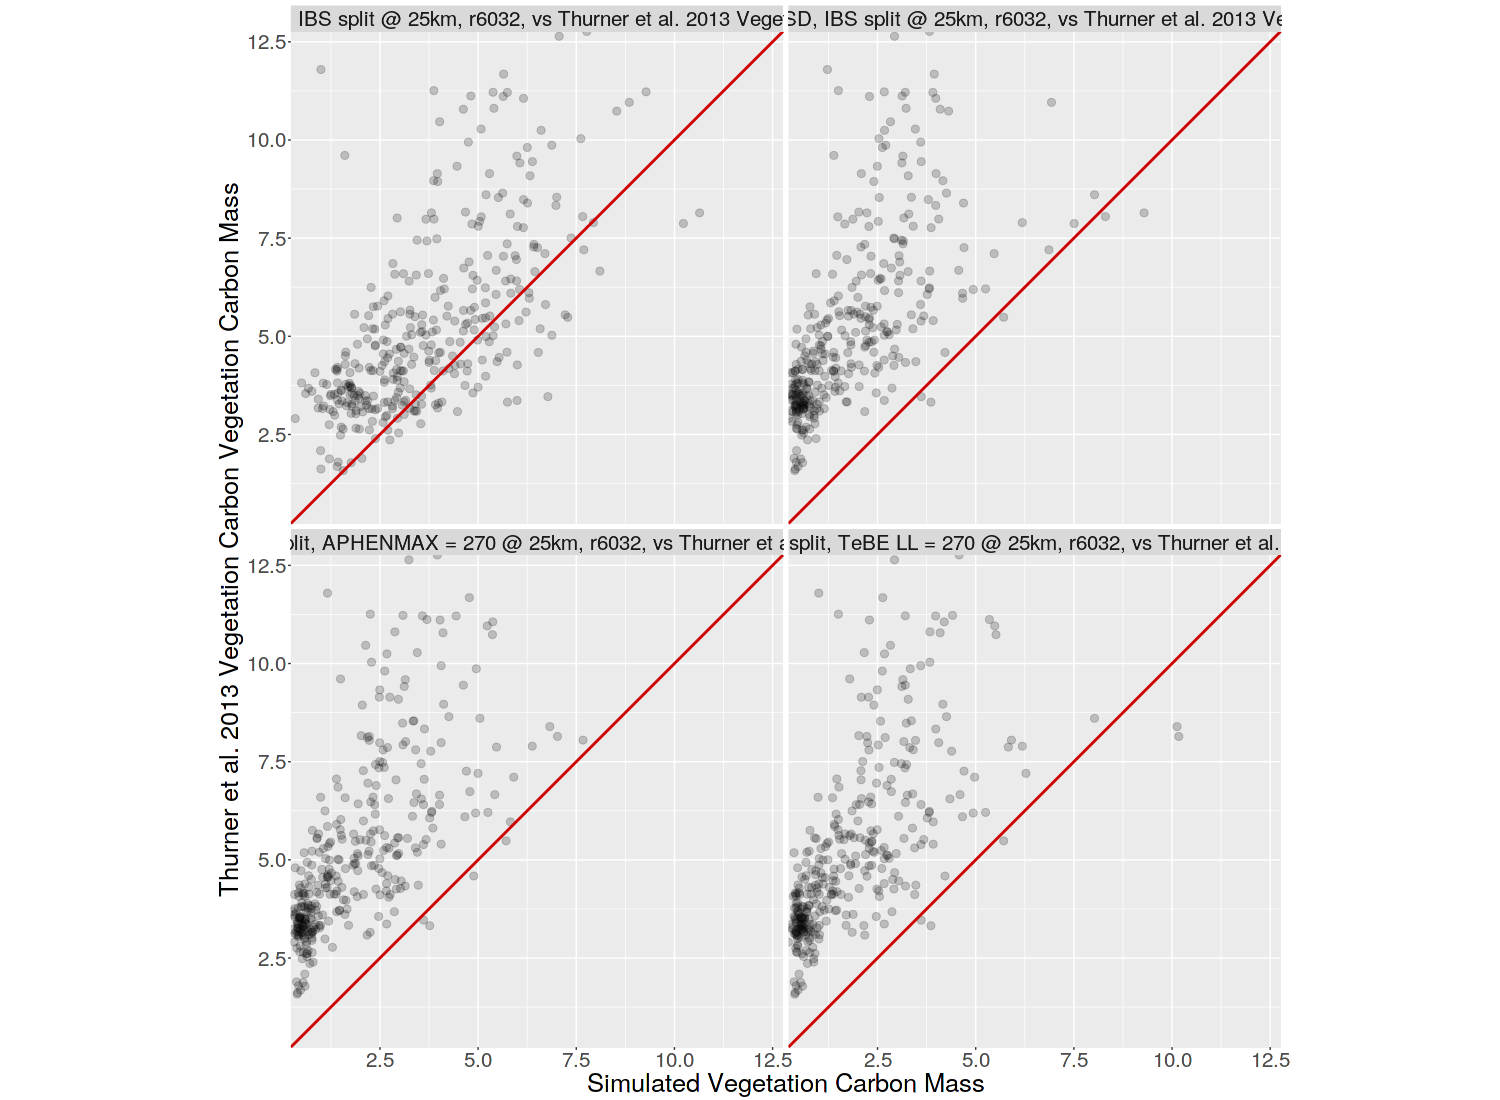 IBS split @ 25km, r6032, vs Thurner et al. 2013
SD, IBS split @ 25km, r6032, vs Thurner et al. 2013
split, APHENMAX = 270 @ 25km, r6032, vs Thurner et
split, TeBE LL = 270 @ 25km, r6032, vs Thurner et al.
Thurner et al. 2013 Vegetation Carbon Vegetation Carbon Mass
12.5
10.0
7.5
5.0
2.5
12.5
10.0
7.5
5.0
2.5
2.5 5.0 7.5 10.0 12.5 2.5 5.0 7.5 10.0 12.5
Simulated Vegetation Carbon Mass